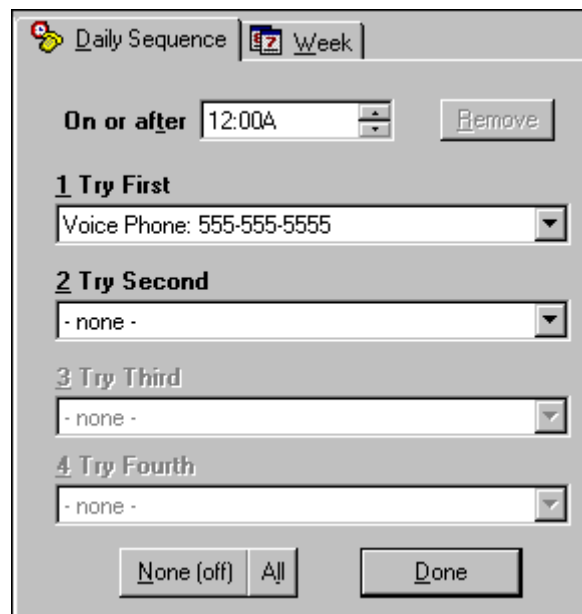 Daily Sequence Week
On or after 12:00A Remove
1 Try First
Voice Phone: 555-555-5555
2 Try Second
- none -
3 Try Third
- none -
4 Try Fourth
- none -
None (off) All Done